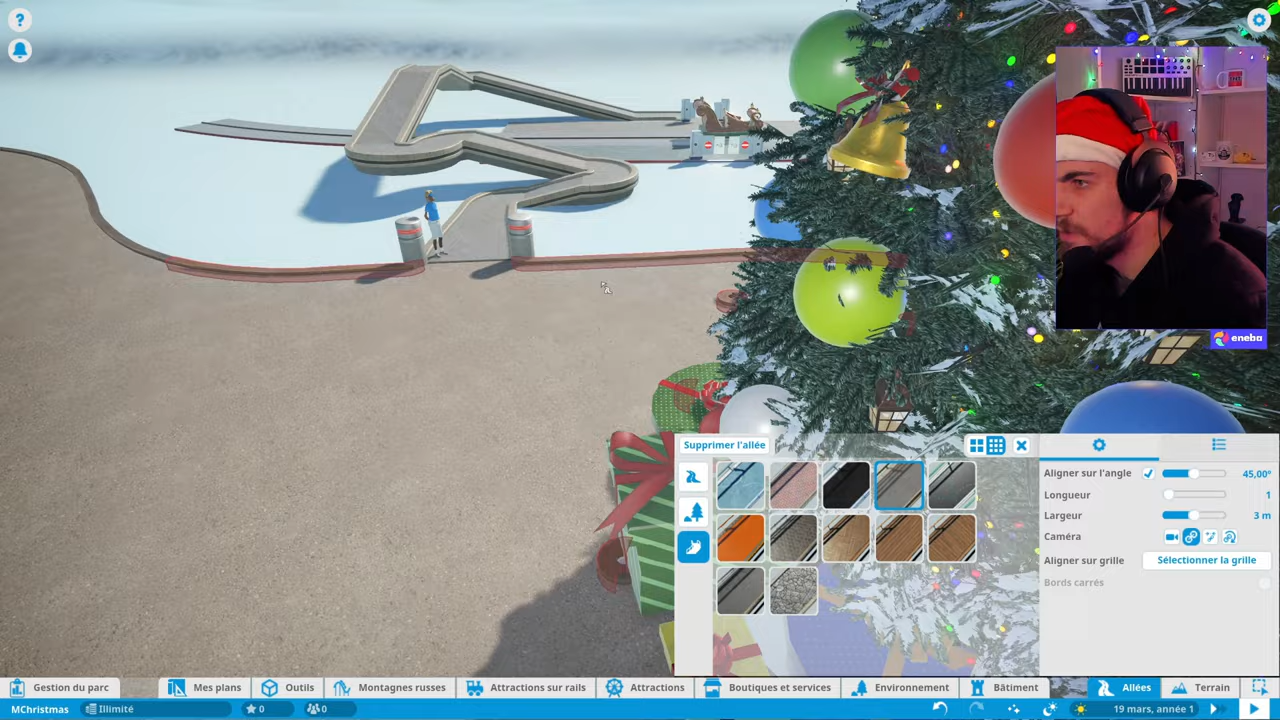 ?
Supprimer l'allée
Aligner sur l'angle
45,00°
Longueur
1
Largeur
3 m
Caméra
Aligner sur grille
Sélectionner la grille
Bords carrés
eneba
Gestion du parc
Mes plans
Outils
Montagnes russes
Attractions sur rails
Attractions
Boutiques et services
Environnement
Bâtiment
Allées
Terrain
MChristmas
Illimité
0
0
19 mars, année 1